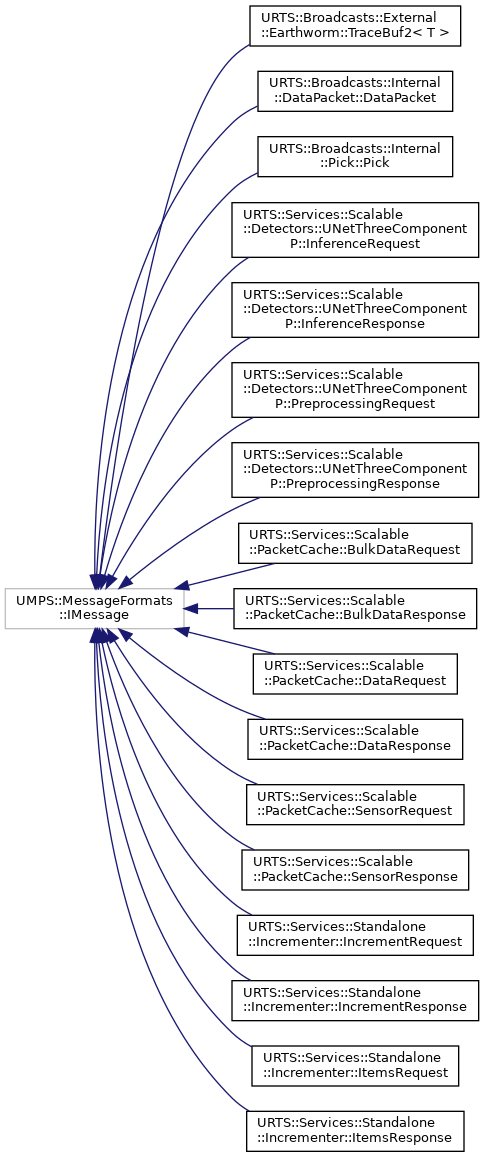 URTS::Broadcasts::External
::Earthworm::TraceBuf2< T >
URTS::Broadcasts::Internal
::DataPacket::DataPacket
URTS::Broadcasts::Internal
::Pick::Pick
URTS::Services::Scalable
::Detectors::UNetThreeComponent
P::InferenceRequest
URTS::Services::Scalable
::Detectors::UNetThreeComponent
P::InferenceResponse
URTS::Services::Scalable
::Detectors::UNetThreeComponent
P::PreprocessingRequest
URTS::Services::Scalable
::Detectors::UNetThreeComponent
P::PreprocessingResponse
URTS::Services::Scalable
::PacketCache::BulkDataRequest
UMPS::MessageFormats
::IMessage
URTS::Services::Scalable
::PacketCache::BulkDataResponse
URTS::Services::Scalable
::PacketCache::DataRequest
URTS::Services::Scalable
::PacketCache::DataResponse
URTS::Services::Scalable
::PacketCache::SensorRequest
URTS::Services::Scalable
::PacketCache::SensorResponse
URTS::Services::Standalone
::Incrementer::IncrementRequest
URTS::Services::Standalone
::Incrementer::IncrementResponse
URTS::Services::Standalone
::Incrementer::ItemsRequest
URTS::Services::Standalone
::Incrementer::ItemsResponse